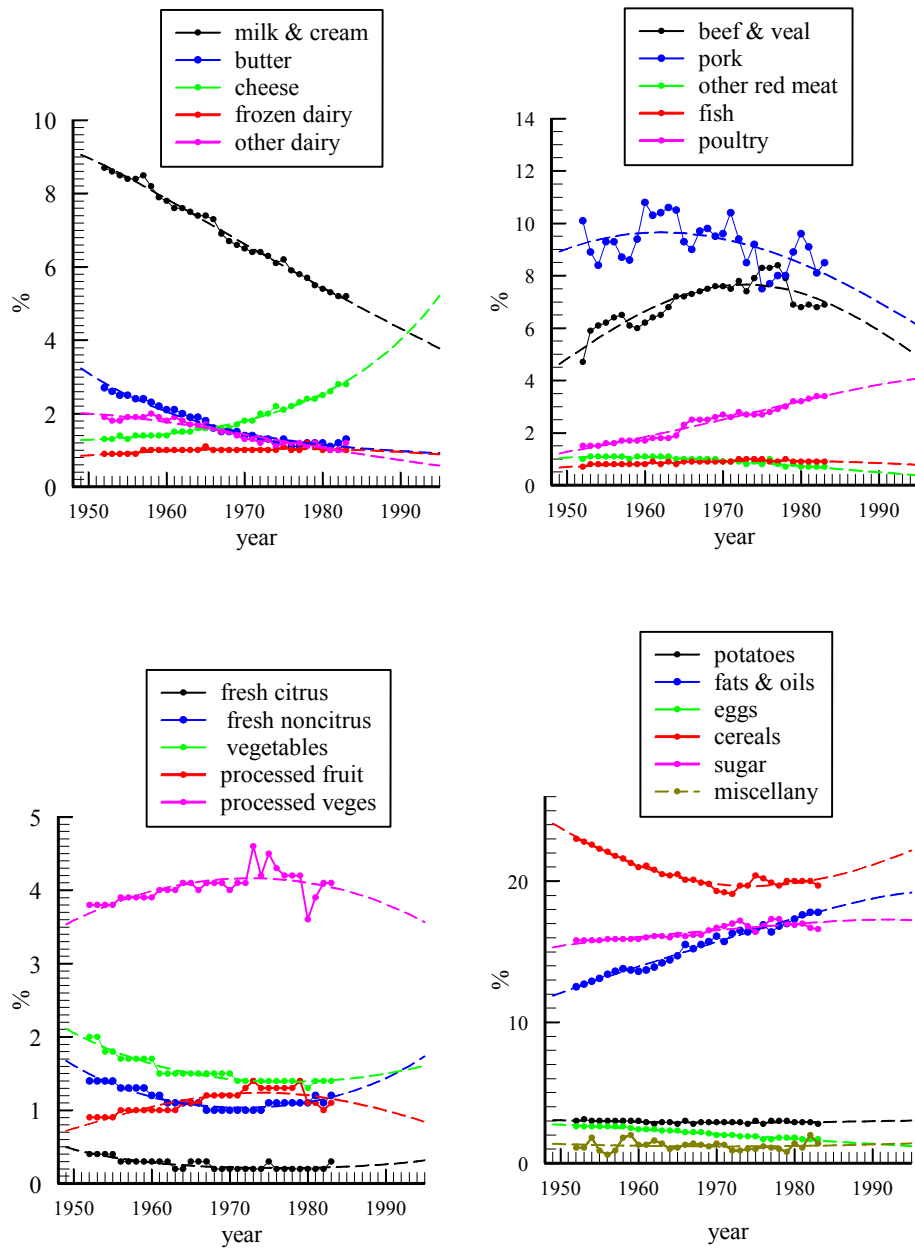 milk & cream
butter
cheese
frozen dairy
other dairy
10
8
6
4
2
0
%
1950 1960 1970 1980 1990
year
beef & veal
pork
other red meat
fish
poultry
14
12
10
8
6
4
2
0
%
1950 1960 1970 1980 1990
year
fresh citrus
fresh noncitrus
vegetables
processed fruit
processed veges
5
4
3
2
1
0
%
1950 1960 1970 1980 1990
year
potatoes
fats & oils
eggs
cereals
sugar
miscellany
20
10
0
%
1950 1960 1970 1980 1990
year